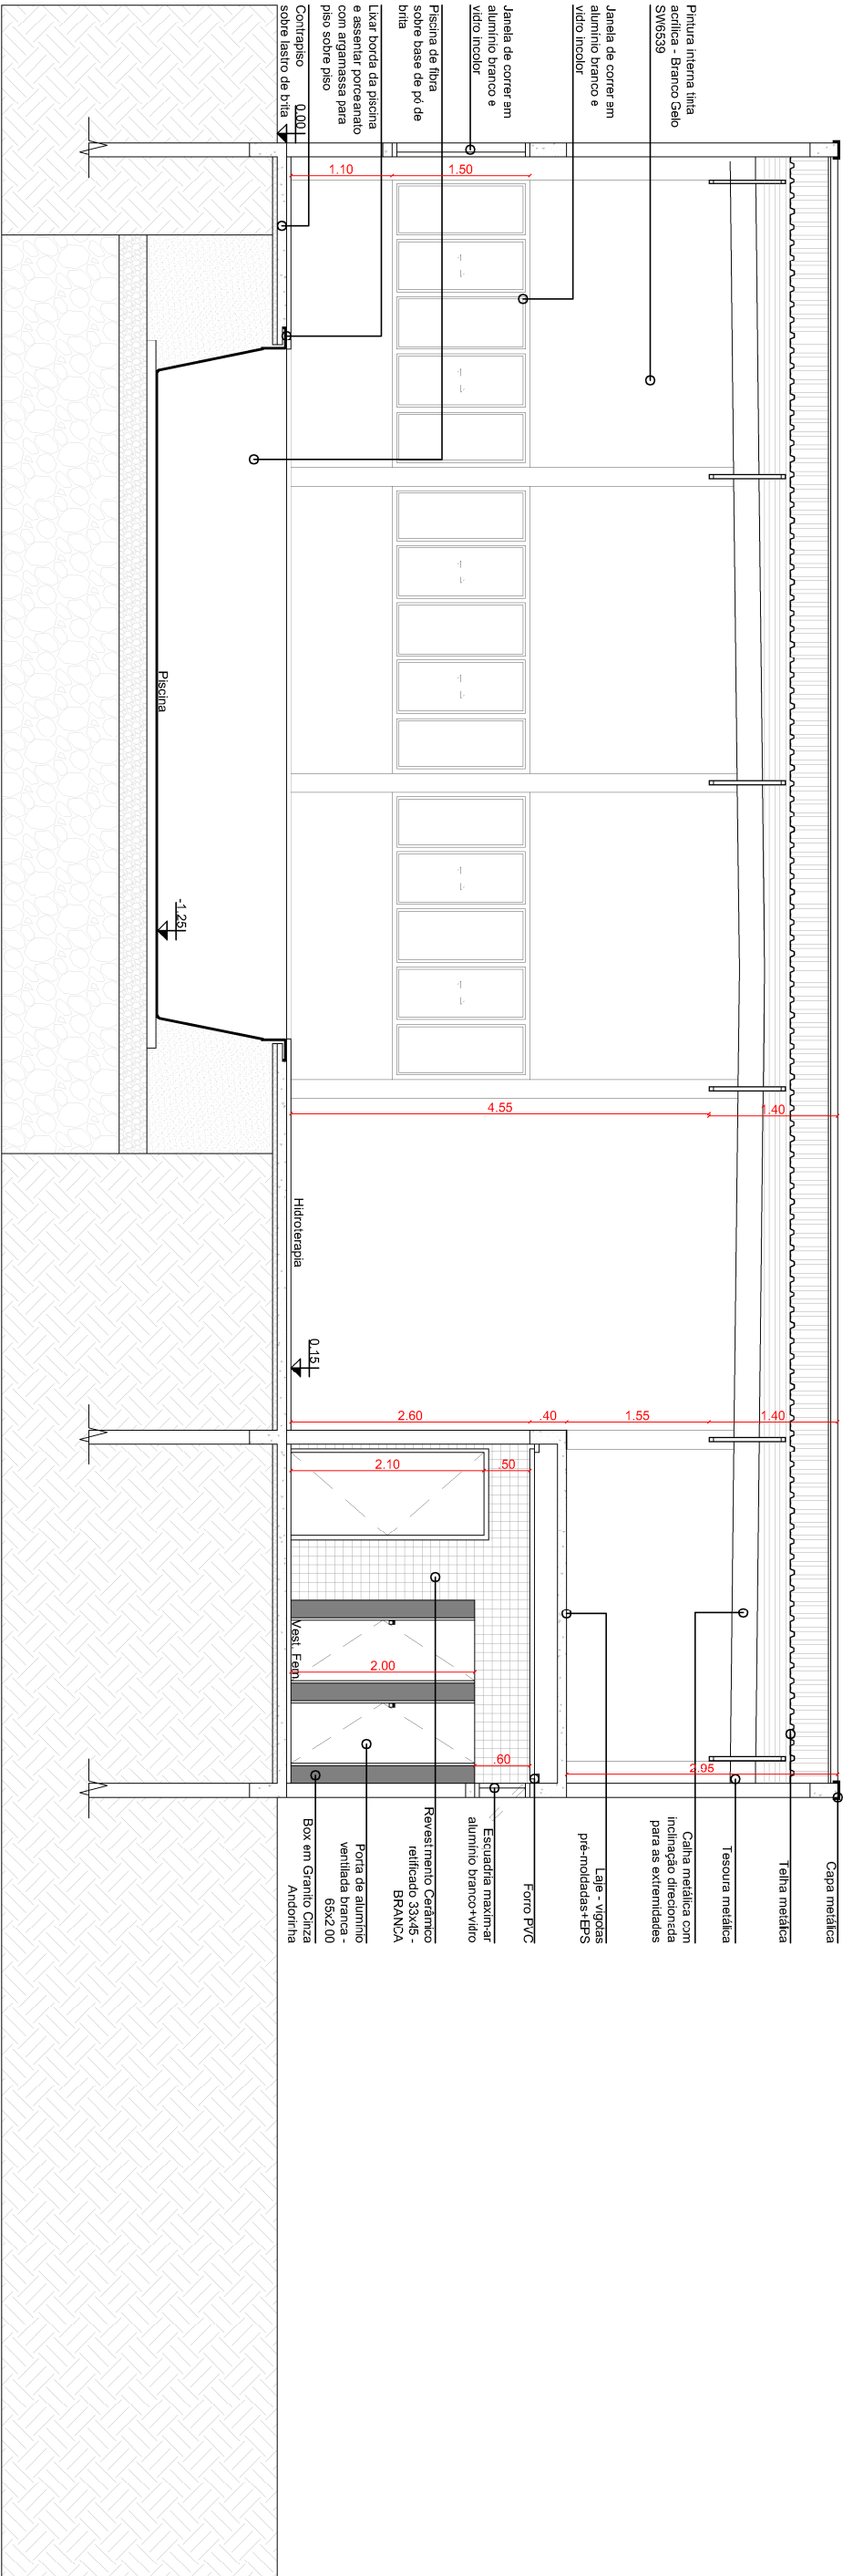 Pintura interna tinta
acrílica - Branco Gelo
SW6539
Janela de correr em
alumínio branco e
vidro incolor
Janela de correr em
alumínio branco e
vidro incolor
Piscina de fibra
sobre base de pó de
brita
Lixar borda da piscina
e assentar porceanato
com argamassa para
piso sobre piso
Contrapiso
sobre lastro de brita
0.00
1.10
1.50
Piscina
-1.25
4.55
1.40
Hidroterapia
0.15
2.60
.40
1.55
1.40
2.10
.50
Vest. Fem
2.00
.60
2.95
Capa metálica
Telha metálca
Tesoura metálica
Calha metálica com
inclinação direcionada
para as extremidades
Laje - vigotas
pré-moldadas+EPS
Forro PVC
Escuadria maxim-ar
alumínio branco+vidro
Revestimento Cerâmico
retificado 33x45 -
BRANCA
Porta de alumínio
ventilada branca -
65x2.00
Box em Granito Cinza
Andorinha